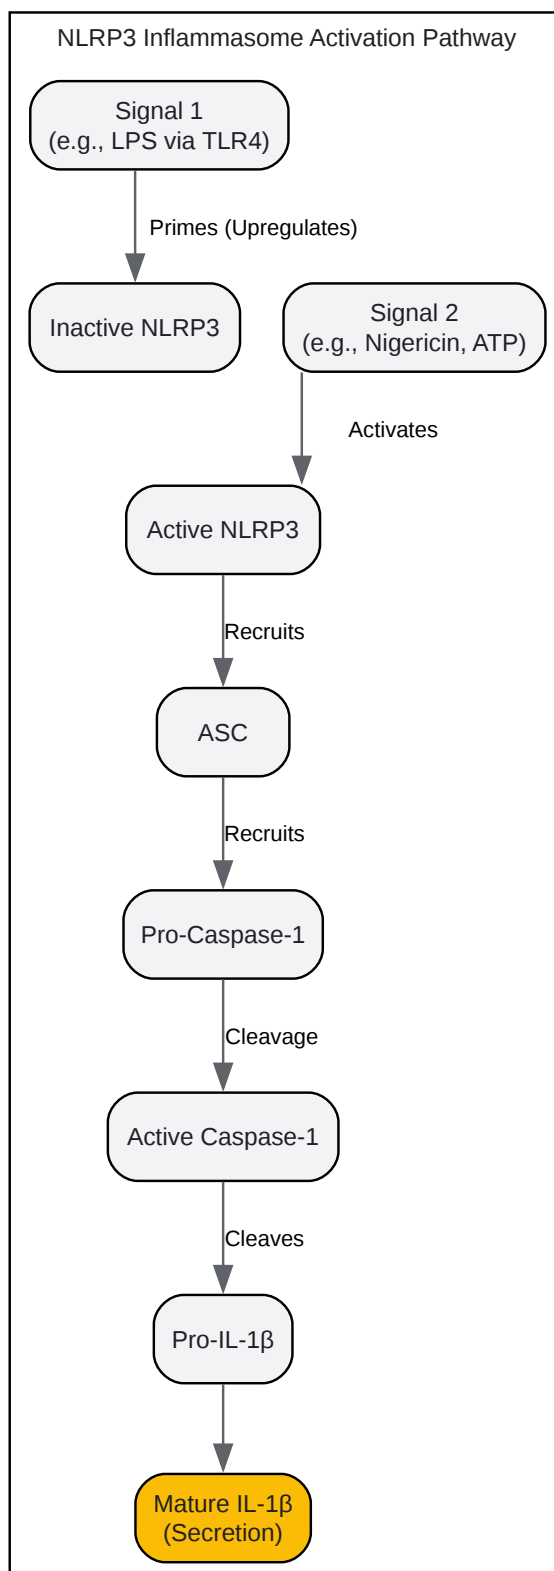 NLRP3 Inflammasome Activation Pathway
Signal 1
(e.g., LPS via TLR4)
Primes (Upregulates)
Inactive NLRP3
Signal 2
(e.g., Nigericin, ATP)
Activates
Active NLRP3
Recruits
ASC
Recruits
Pro-Caspase-1
Cleavage
Active Caspase-1
Cleaves
Pro-IL-1β
Mature IL-1β
(Secretion)